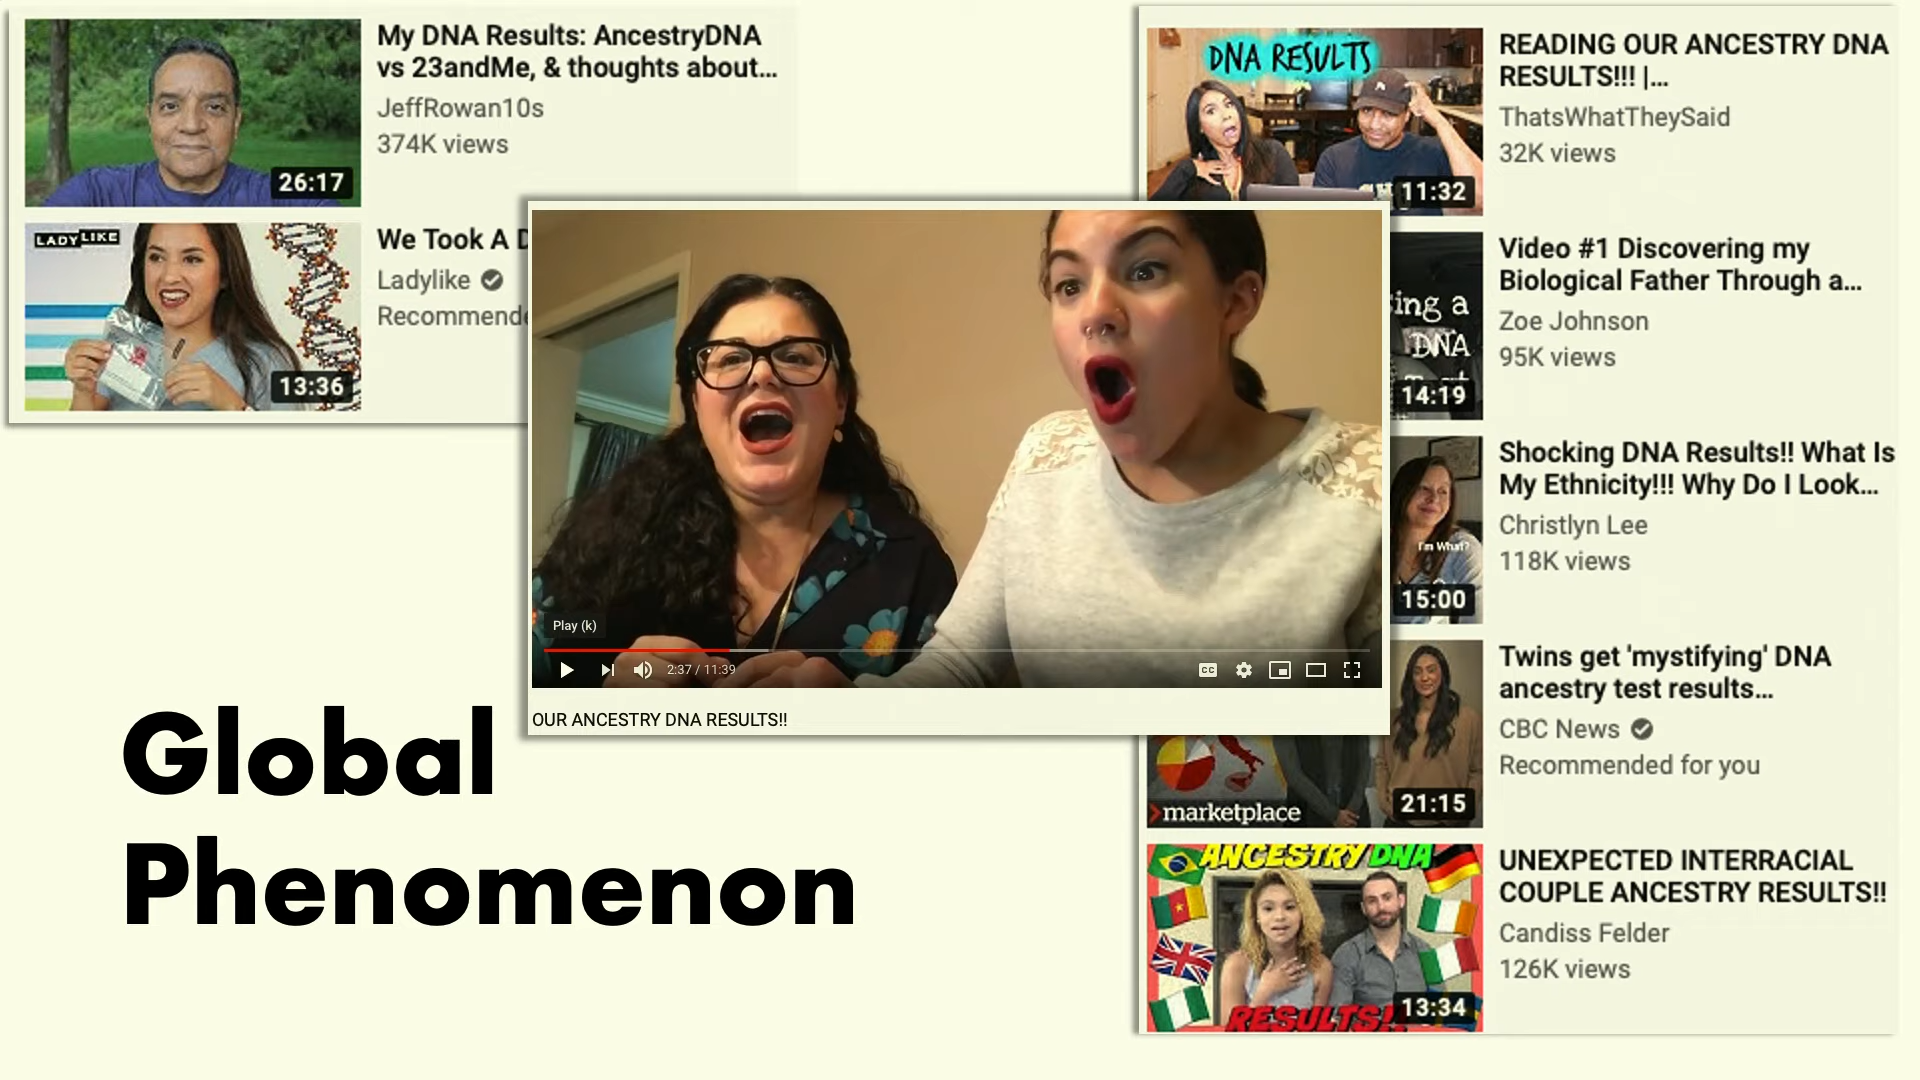 My DNA Results: AncestryDNA
vs 23andMe, & thoughts about...
JeffRowan10s
374K views
26:17
LADYLIKE
We Took A D
Ladylike
Recommende
13:36
DNA RESULTS
11:32
READING OUR ANCESTRY DNA
RESULTS!!! |...
ThatsWhatTheySaid
32K views
ing a
DNA
14:19
Video #1 Discovering my
Biological Father Through a...
Zoe Johnson
95K views
I'm What?
15:00
Shocking DNA Results!! What Is
My Ethnicity!!! Why Do I Look...
Christlyn Lee
118K views
marketplace
21:15
Twins get 'mystifying' DNA
ancestry test results...
CBC News
Recommended for you
ANCESTRY DNA
RESULTS!!
13:34
UNEXPECTED INTERRACIAL
COUPLE ANCESTRY RESULTS!!
Candiss Felder
126K views
Play (k)
2:37 / 11:39
CC
OUR ANCESTRY DNA RESULTS!!
Global
Phenomenon